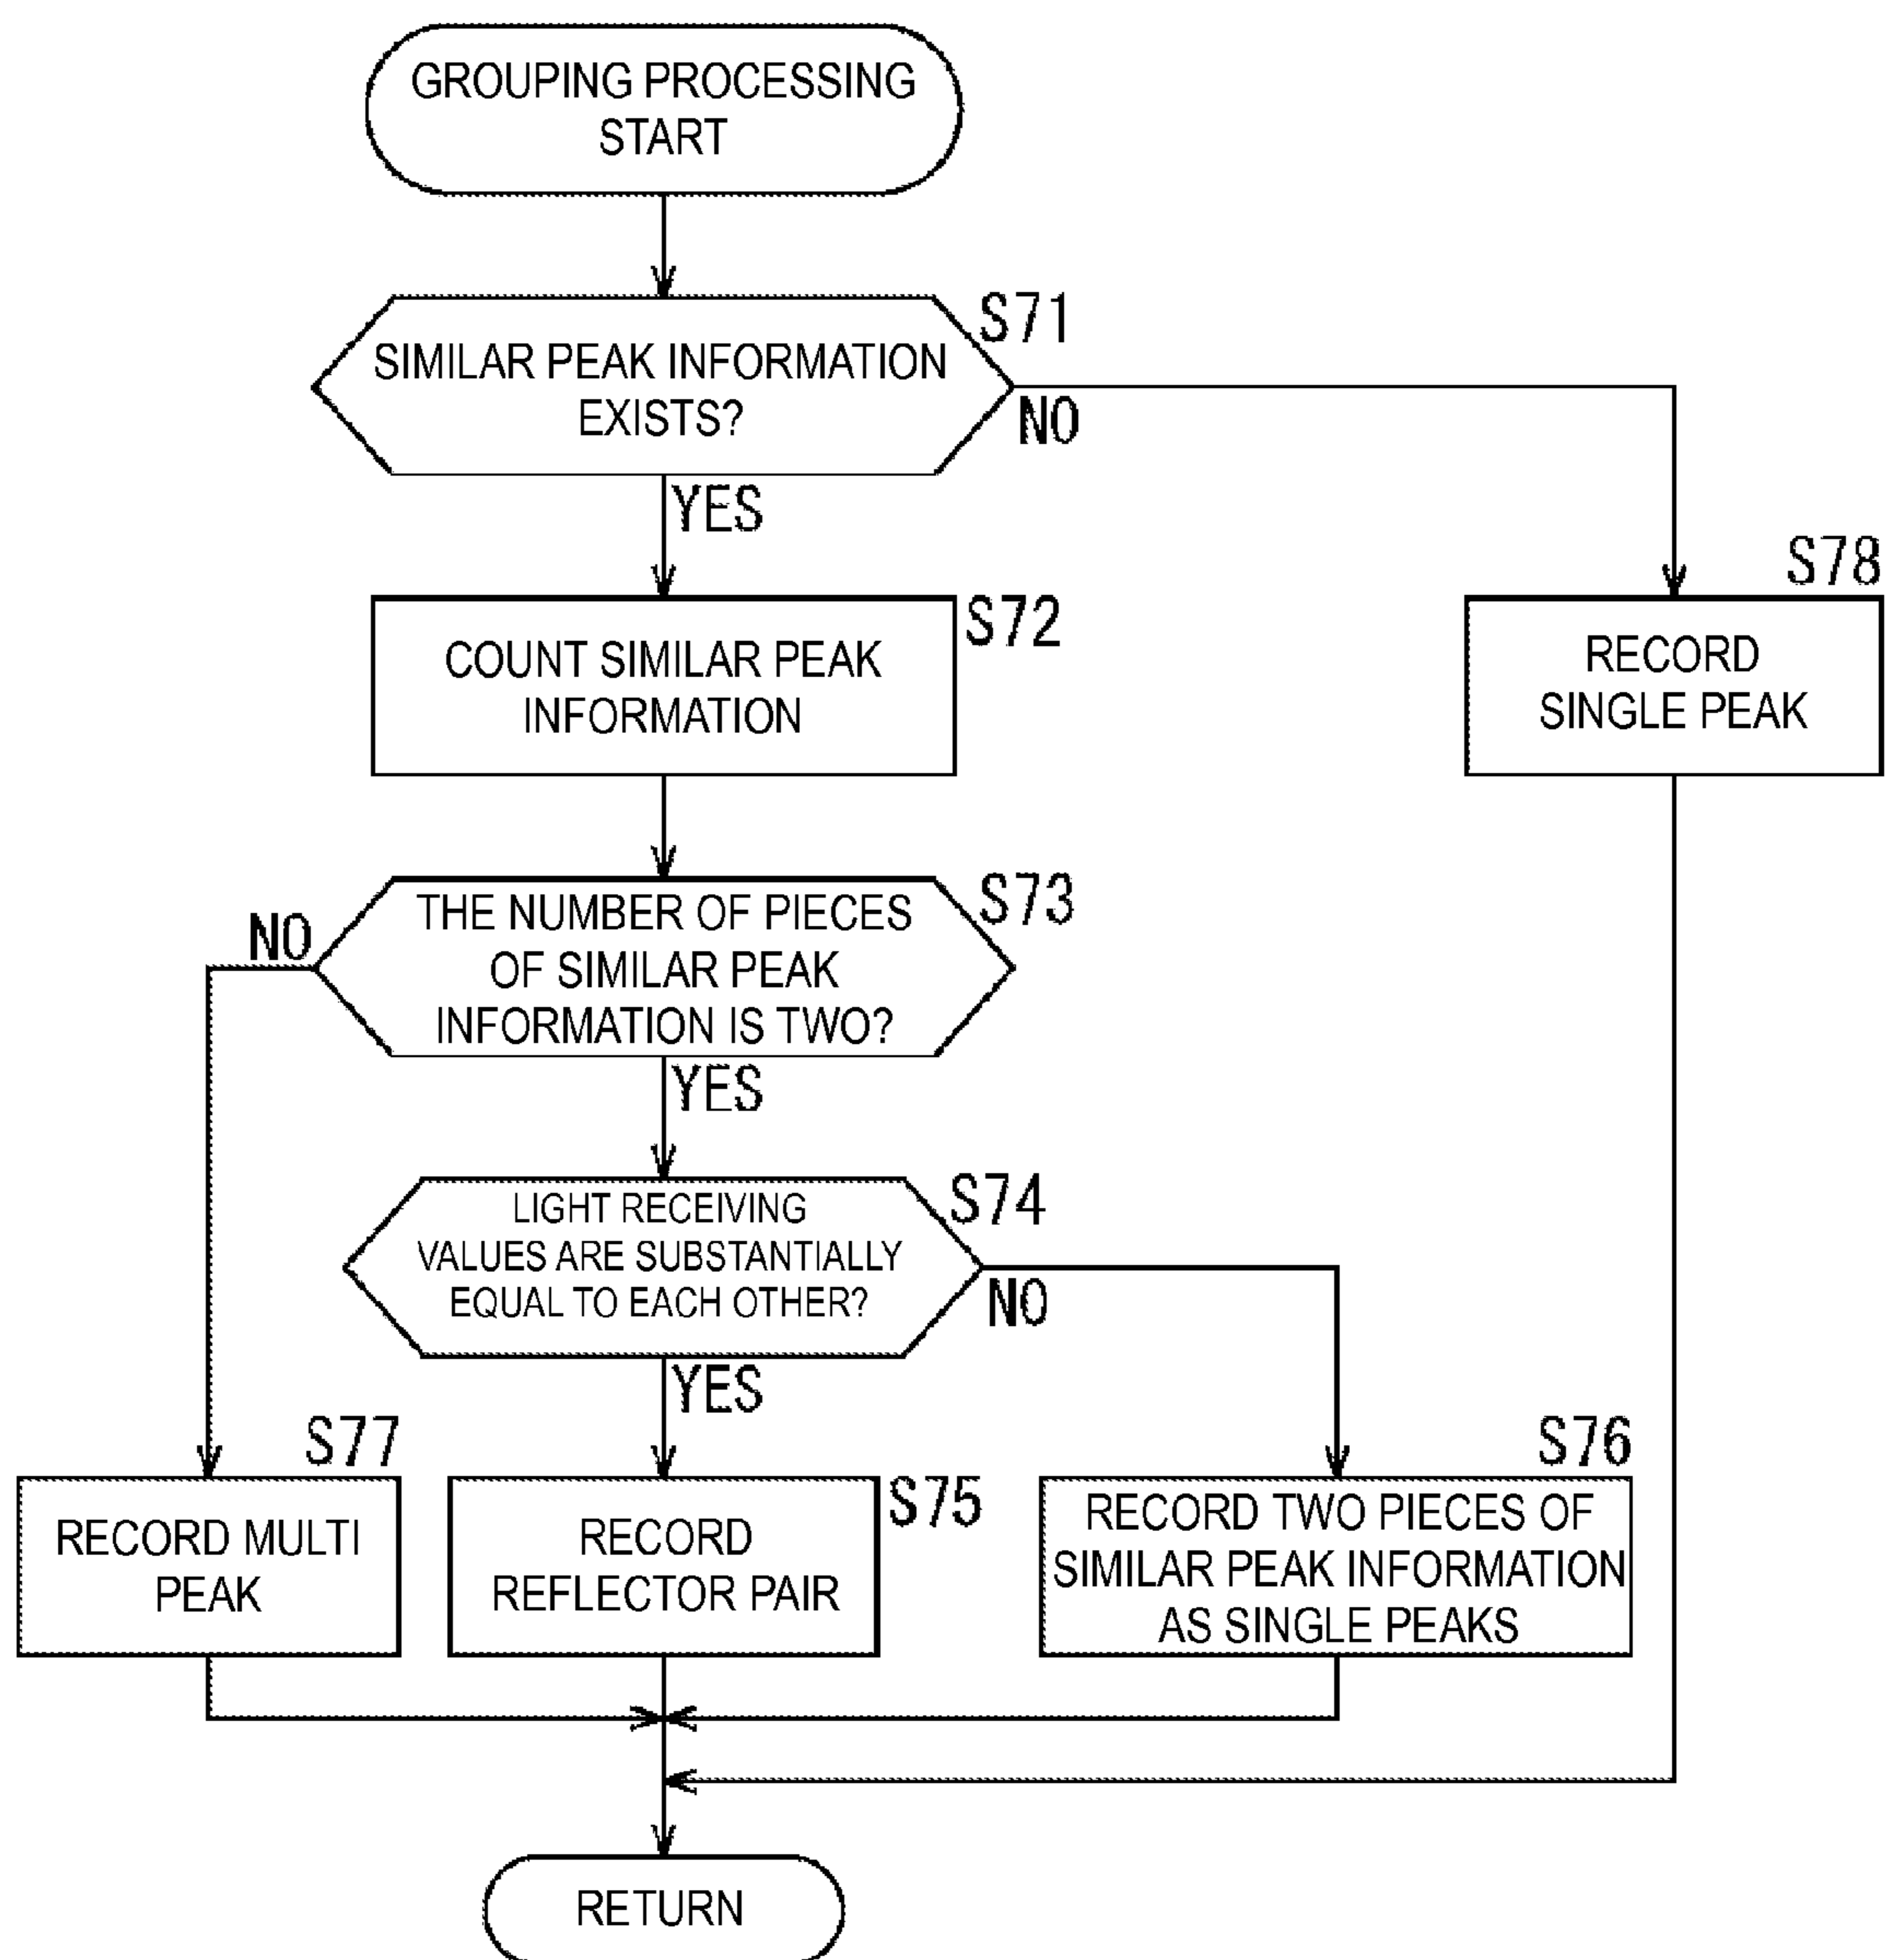 GROUPING PROCESSING
START
S71
SIMILAR PEAK INFORMATION
EXISTS?
NO
YES
S72
COUNT SIMILAR PEAK
INFORMATION
S78
RECORD
SINGLE PEAK
S73
THE NUMBER OF PIECES
OF SIMILAR PEAK
INFORMATION IS TWO?
NO
YES
S74
LIGHT RECEIVING
VALUES ARE SUBSTANTIALLY
EQUAL TO EACH OTHER?
NO
YES
S77
RECORD MULTI
PEAK
S75
RECORD
REFLECTOR PAIR
S76
RECORD TWO PIECES OF
SIMILAR PEAK INFORMATION
AS SINGLE PEAKS
RETURN